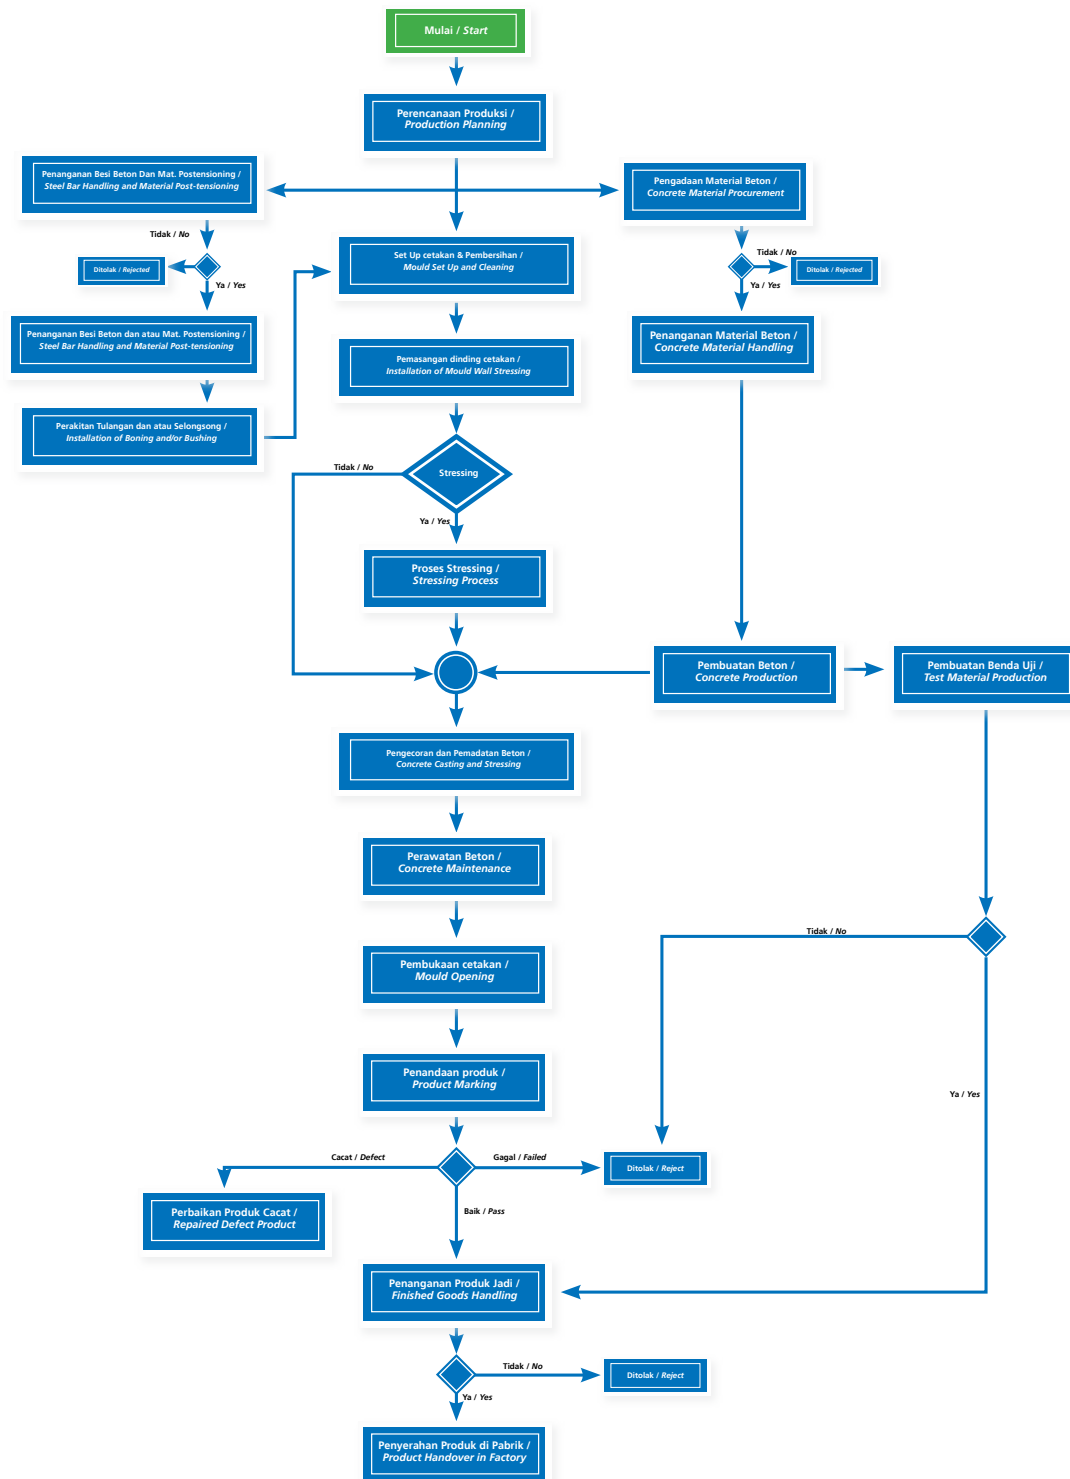 Mulai / Start
Perencanaan Produksi /
Production Planning
Penanganan Besi Beton Dan Mat. Postensioning /
Steel Bar Handling and Material Post-tensioning
Pengadaan Material Beton /
Concrete Material Procurement
Tidak / No
Ditolak / Rejected
Ya / Yes
Set Up cetakan & Pembersihan /
Mould Set Up and Cleaning
Tidak / No
Ditolak / Rejected
Ya / Yes
Penanganan Besi Beton dan atau Mat. Postensioning /
Steel Bar Handling and Material Post-tensioning
Pemasangan dinding cetakan /
Installation of Mould Wall Stressing
Penanganan Material Beton /
Concrete Material Handling
Perakitan Tulangan dan atau Selongsong /
Installation of Boning and/or Bushing
Tidak / No
Stressing
Ya / Yes
Proses Stressing /
Stressing Process
Pembuatan Beton /
Concrete Production
Pembuatan Benda Uji /
Test Material Production
Pengecoran dan Pemadatan Beton /
Concrete Casting and Stressing
Perawatan Beton /
Concrete Maintenance
Tidak / No
Pembukaan cetakan /
Mould Opening
Penandaan produk /
Product Marking
Ya / Yes
Cacat / Defect
Gagal / Failed
Ditolak / Reject
Perbaikan Produk Cacat /
Repaired Defect Product
Baik / Pass
Penanganan Produk Jadi /
Finished Goods Handling
Tidak / No
Ditolak / Reject
Ya / Yes
Penyerahan Produk di Pabrik /
Product Handover in Factory